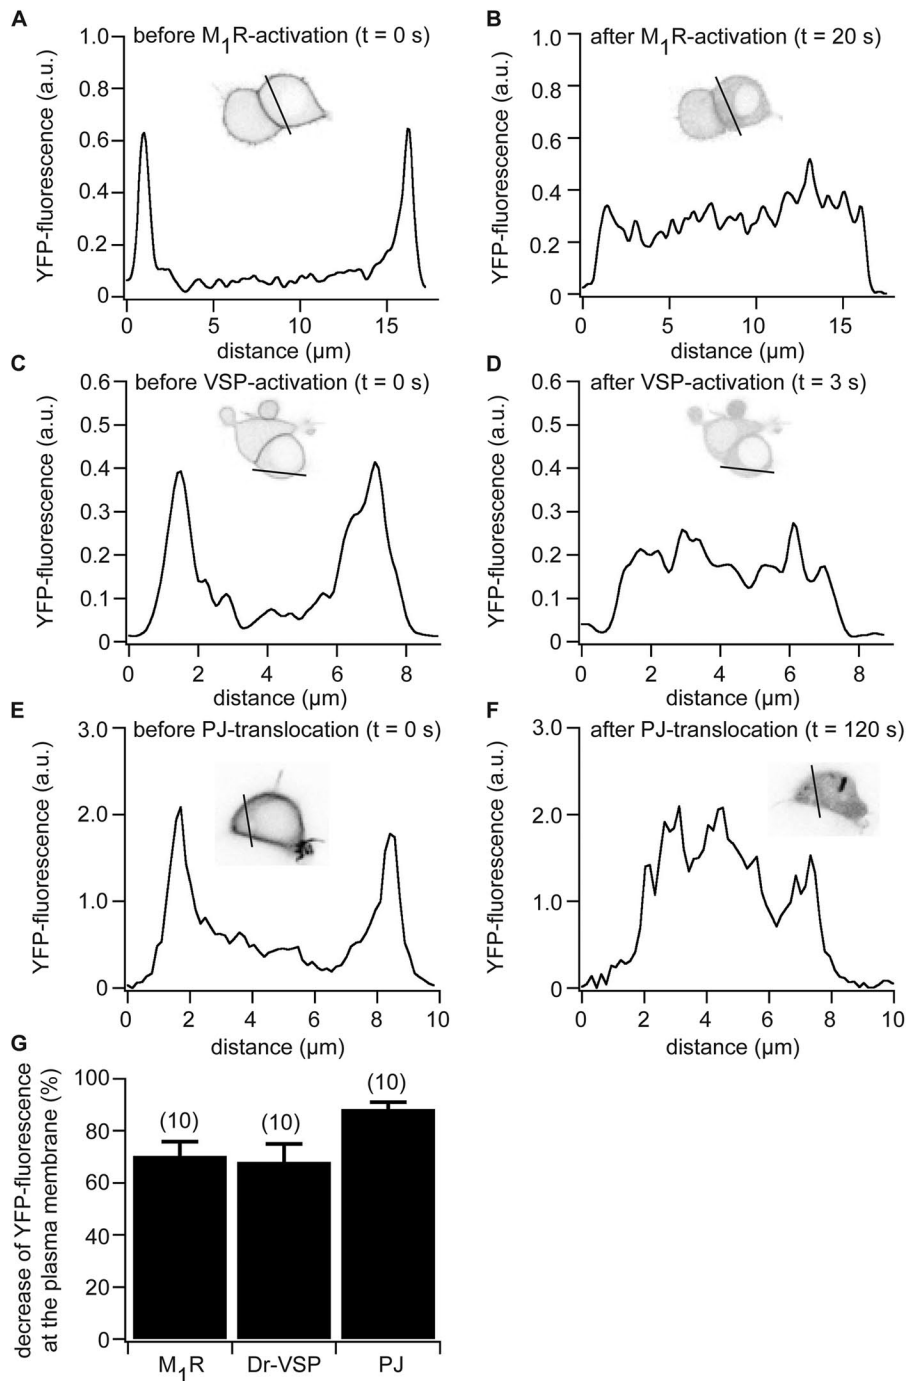 A
before M1R-activation (t = 0 s)
YFP-fluorescence (a.u.)
1.0
0.8
0.6
0.4
0.2
0
0 5 10 15
distance (µm)
B
after M1R-activation (t = 20 s)
YFP-fluorescence (a.u.)
1.0
0.8
0.6
0.4
0.2
0
0 5 10 15
distance (µm)
C
before VSP-activation (t = 0 s)
YFP-fluorescence (a.u.)
0.6
0.5
0.4
0.3
0.2
0.1
0
0 2 4 6 8
distance (µm)
D
after VSP-activation (t = 3 s)
YFP-fluorescence (a.u.)
0.6
0.5
0.4
0.3
0.2
0.1
0
0 2 4 6 8
distance (µm)
E
before PJ-translocation (t = 0 s)
YFP-fluorescence (a.u.)
3.0
2.0
1.0
0
0 2 4 6 8 10
distance (µm)
F
after PJ-translocation (t = 120 s)
YFP-fluorescence (a.u.)
3.0
2.0
1.0
0
0 2 4 6 8 10
distance (µm)
G
decrease of YFP-fluorescence
at the plasma membrane (%)
100
80
60
40
20
0
(10) (10) (10)
M1R Dr-VSP PJ